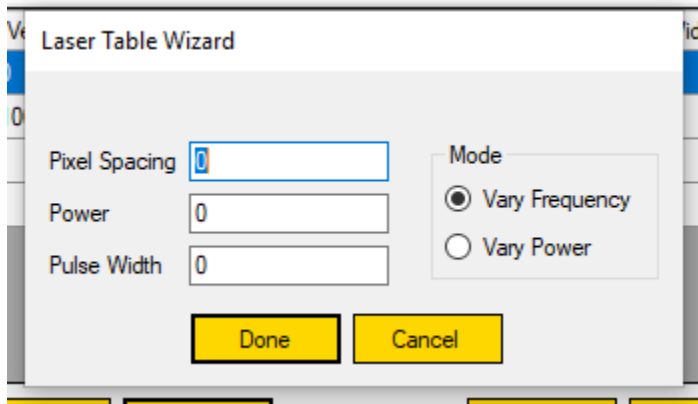 Laser Table Wizard
Pixel Spacing 0
Power 0
Pulse Width 0
Mode
Vary Frequency
Vary Power
Done Cancel